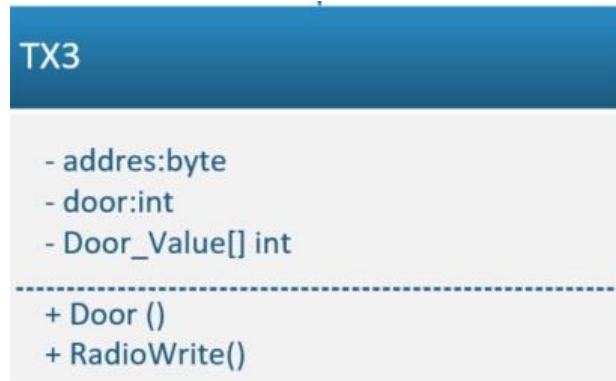 TX3
- addres:byte
- door:int
- Door_Value[] int
+ Door ()
+ RadioWrite()